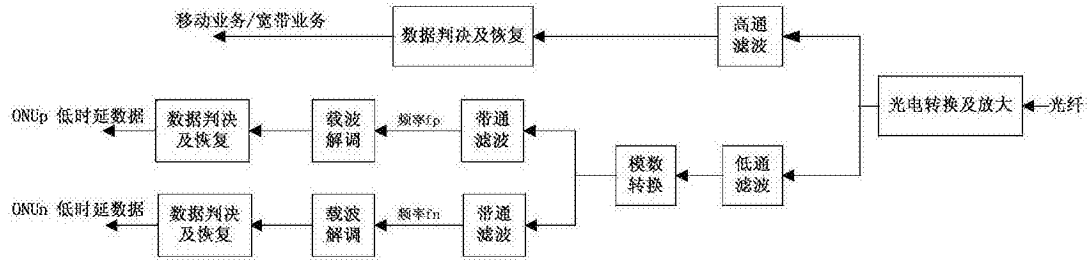 移动业务/宽带业务
数据判决及恢复
高通
滤波
光电转换及放大
光纤
ONUp 低时延数据
数据判决
及恢复
载波
解调
频率fp
带通
滤波
模数
转换
低通
滤波
ONUn 低时延数据
数据判决
及恢复
载波
解调
频率fn
带通
滤波